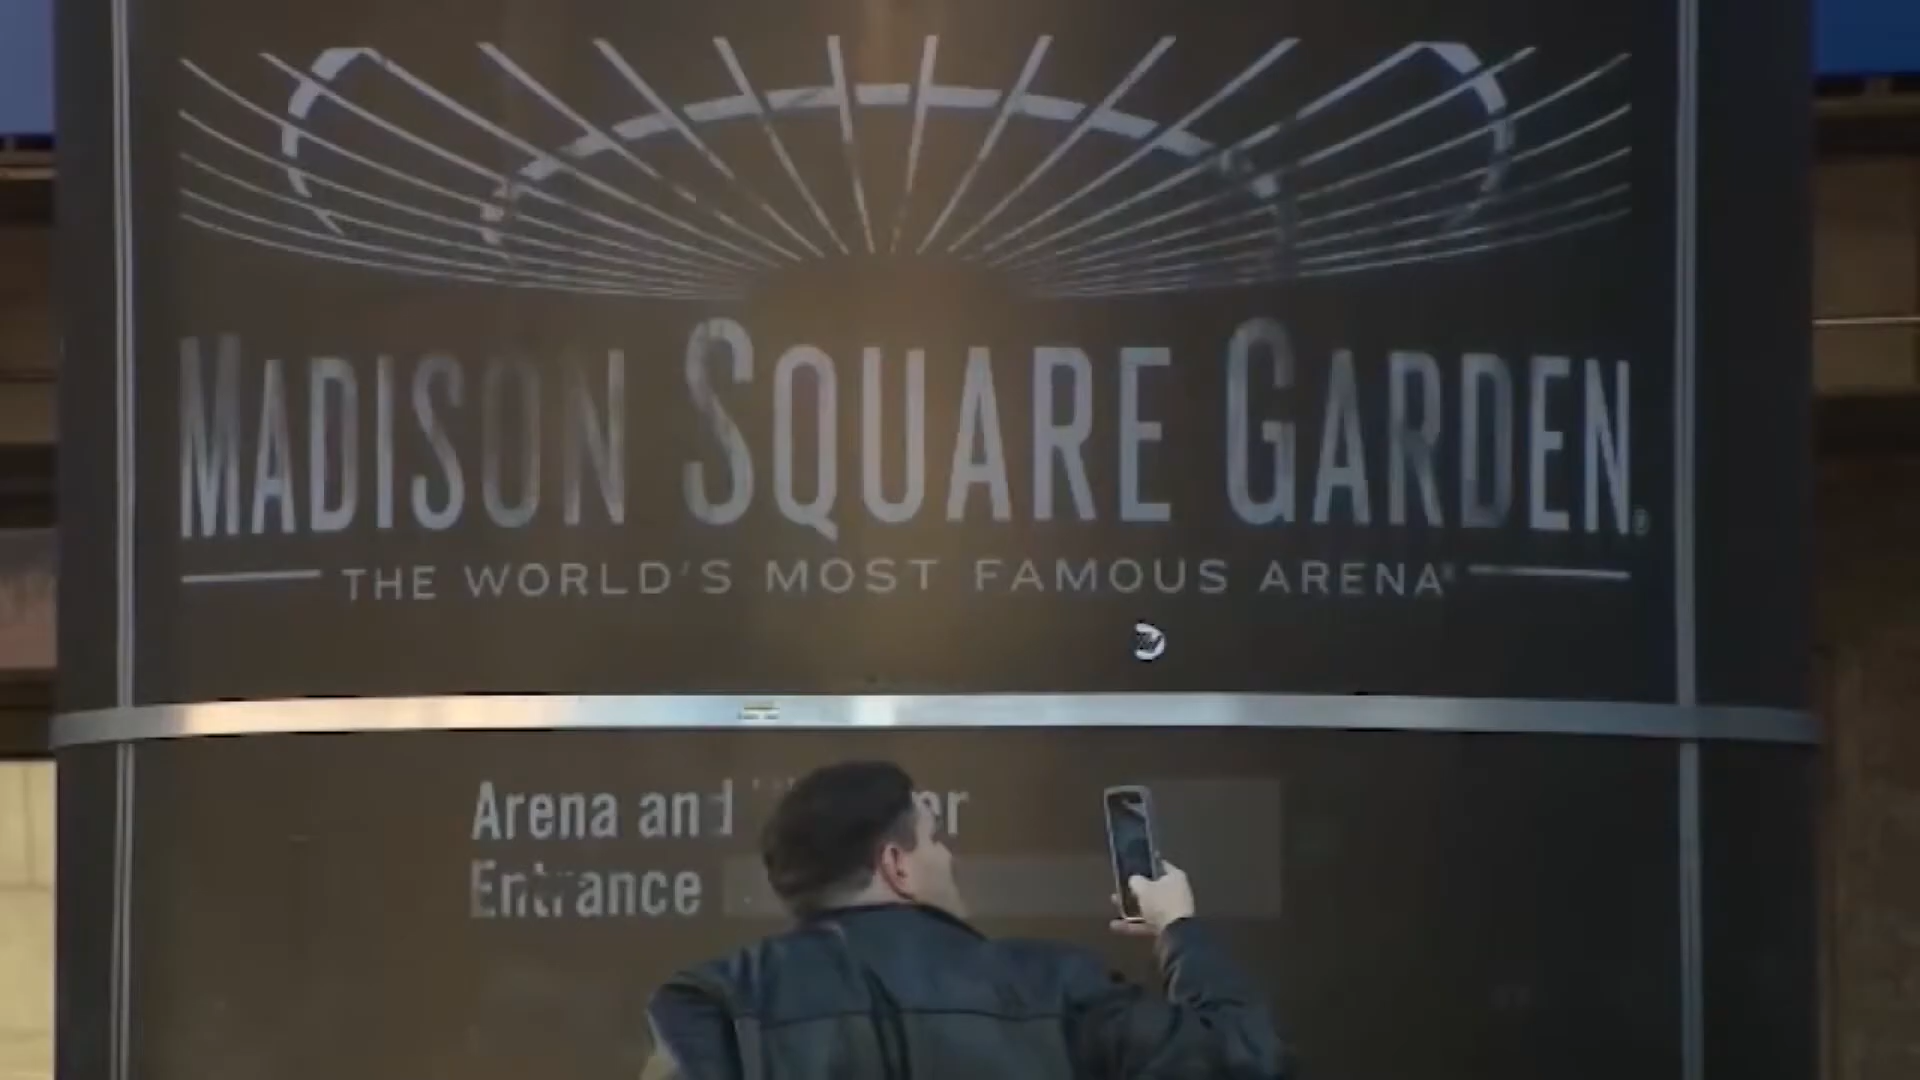 MADISON SQUARE GARDEN®
THE WORLD'S MOST FAMOUS ARENA
Arena and
Entrance